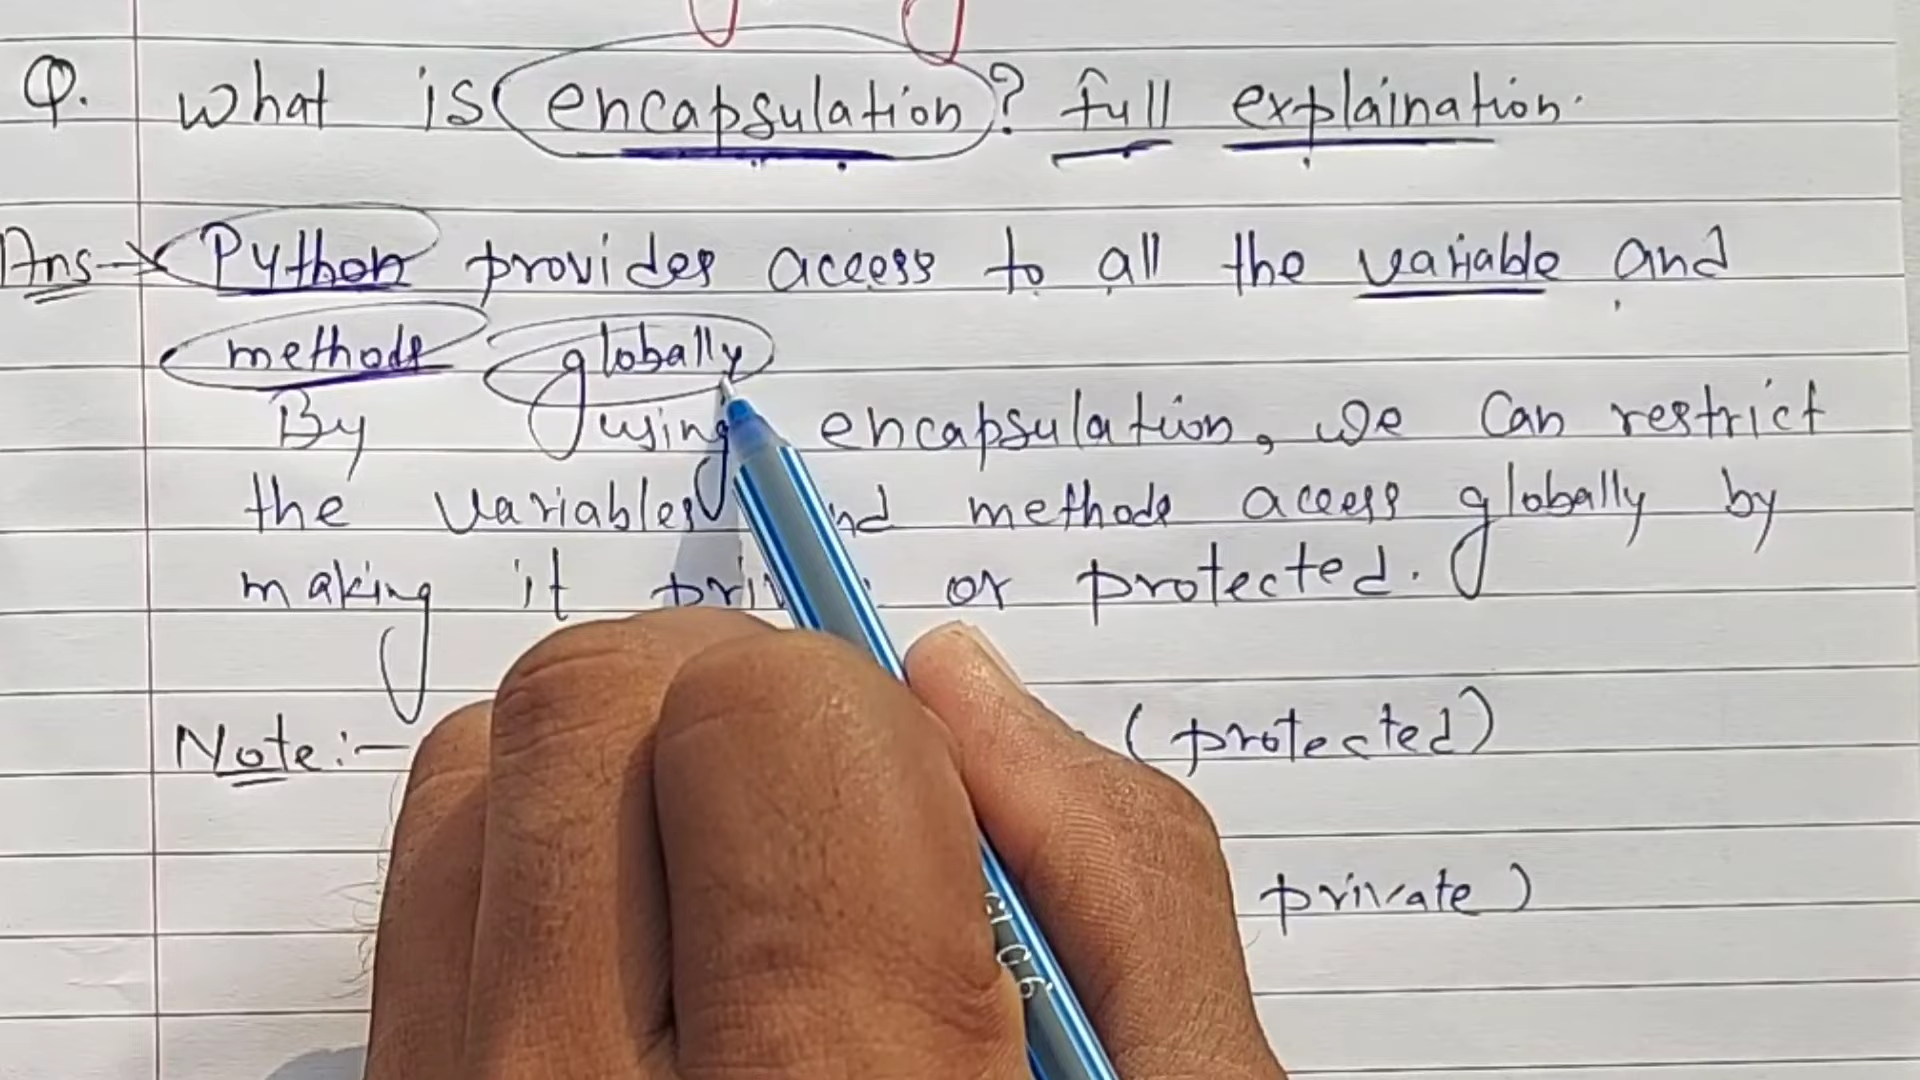 Q. What is encapsulation? full explaination.
Ans → Python provides access to all the variable and
methods globally
By using encapsulation, we can restrict
the variables and methods access globally by
making it or protected.
Note:- (protected)
private)